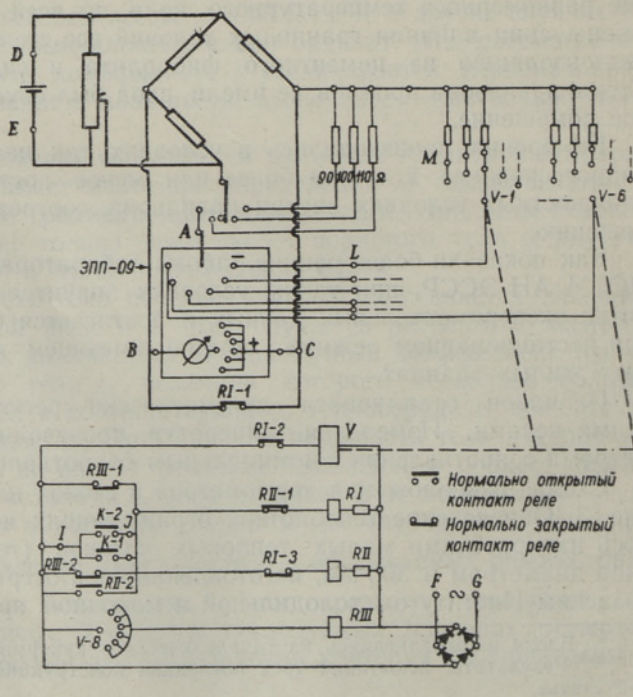 D
E
90 100 110 Ω
M
V-1
V-6
A
ЭПП-09
L
B
+
C
RI-1
RI-2
V
RIII-1
RII-1
RI
Нормально открытый
контакт реле
K-2
I
K-1
Нормально закрытый
контакт реле
RIII-2
RII-2
RI-3
RII
F
G
V-8
RIII